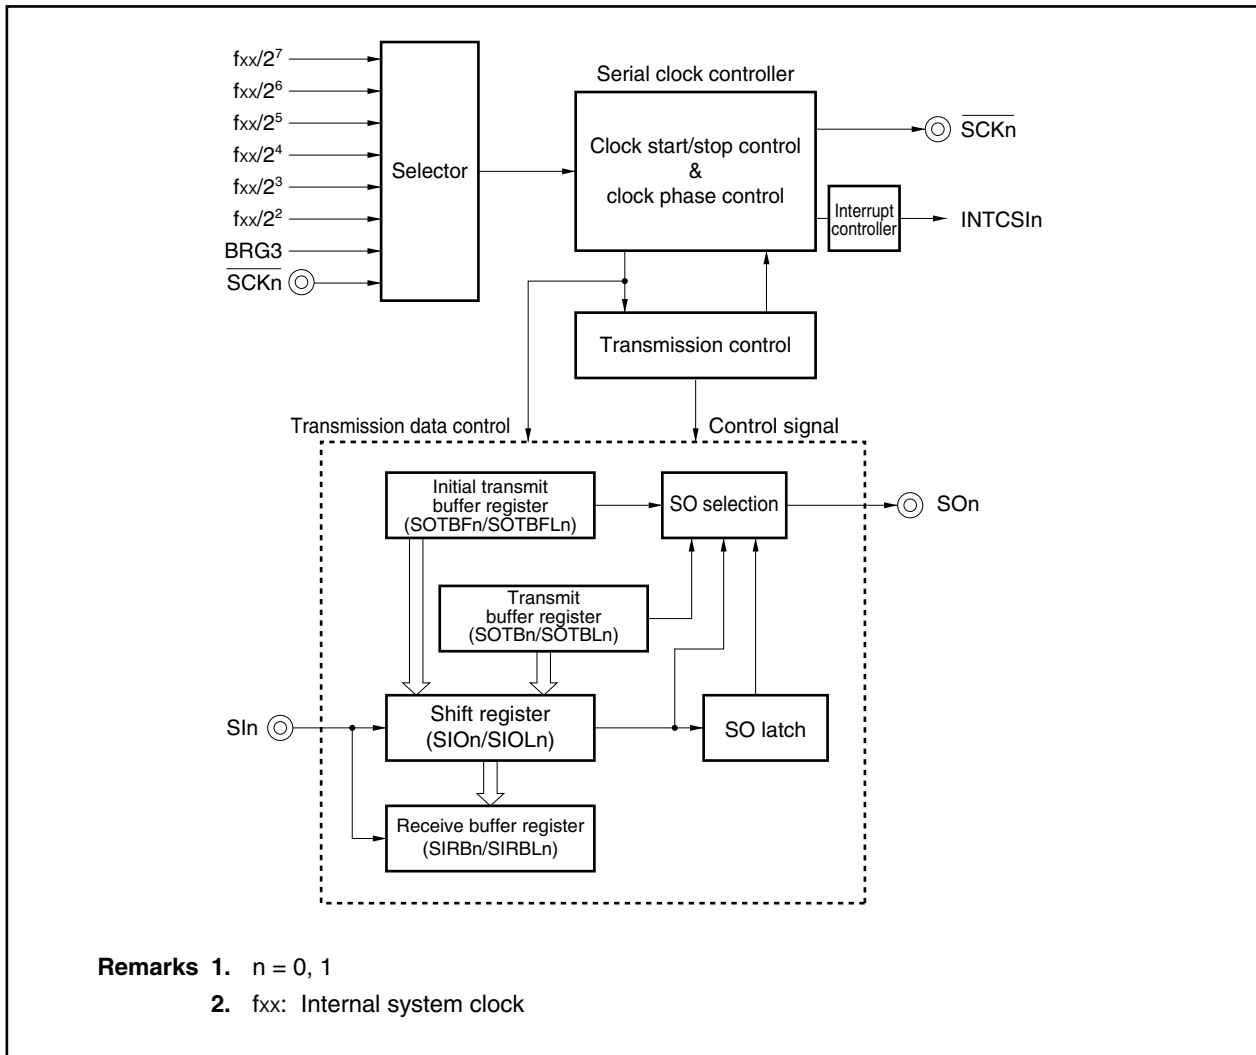 fxx/2⁷
fxx/2⁶
fxx/2⁵
fxx/2⁴
fxx/2³
fxx/2²
BRG3
SCKn
Selector
Serial clock controller
Clock start/stop control
&
clock phase control
SCKn
Interrupt
controller
INTCSIn
Transmission control
Transmission data control
Control signal
Initial transmit
buffer register
(SOTBFn/SOTBFLn)
SO selection
SOn
Transmit
buffer register
(SOTBn/SOTBLn)
SIn
Shift register
(SIOn/SIOLn)
SO latch
Receive buffer register
(SIRBn/SIRBLn)
Remarks 1. n = 0, 1
2. fxx: Internal system clock